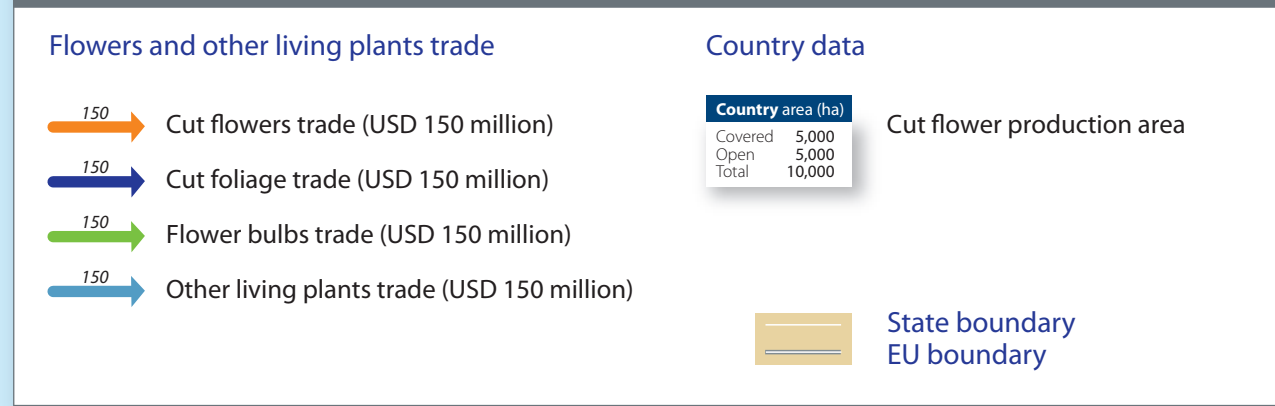 Flowers and other living plants trade
150
Cut flowers trade (USD 150 million)
150
Cut foliage trade (USD 150 million)
150
Flower bulbs trade (USD 150 million)
150
Other living plants trade (USD 150 million)
Country data
Country area (ha)
Covered 5,000
Open 5,000
Total 10,000
Cut flower production area
State boundary
EU boundary